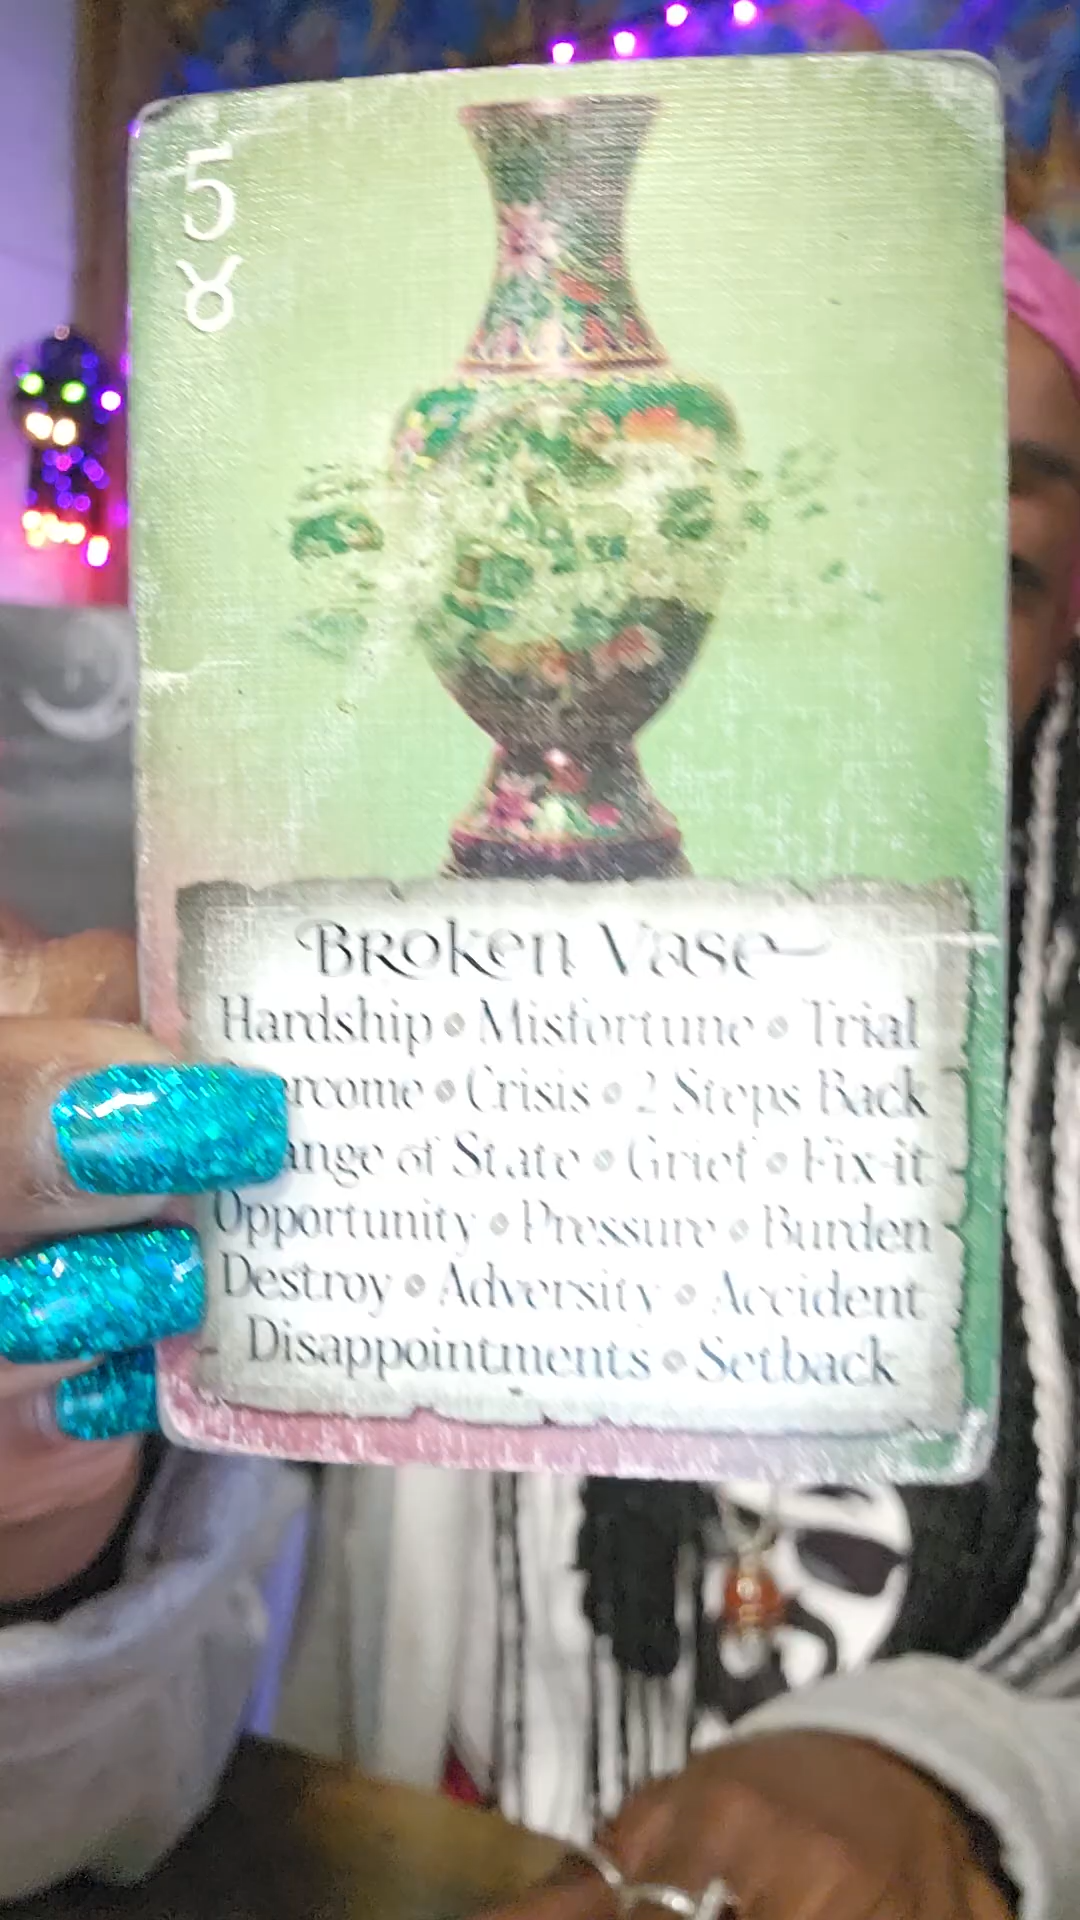 5
♉
Broken Vase
Hardship • Misfortune • Trial
ercome • Crisis • 2 Steps Back
ange of State • Grief • Fix-it
Opportunity • Pressure • Burden
Destroy • Adversity • Accident
Disappointments • Setback